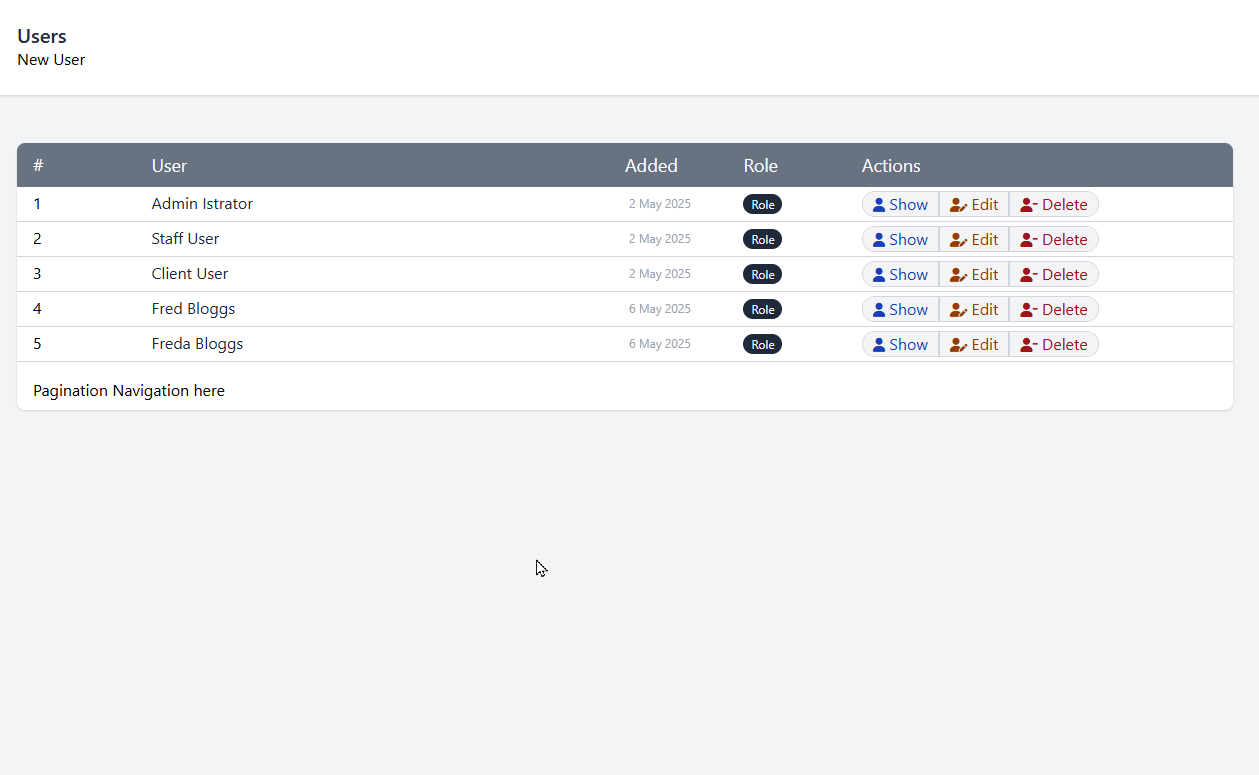 Users
New User
# User Added Role Actions
1 Admin Istrator 2 May 2025 Role Show Edit Delete
2 Staff User 2 May 2025 Role Show Edit Delete
3 Client User 2 May 2025 Role Show Edit Delete
4 Fred Bloggs 6 May 2025 Role Show Edit Delete
5 Freda Bloggs 6 May 2025 Role Show Edit Delete
Pagination Navigation here